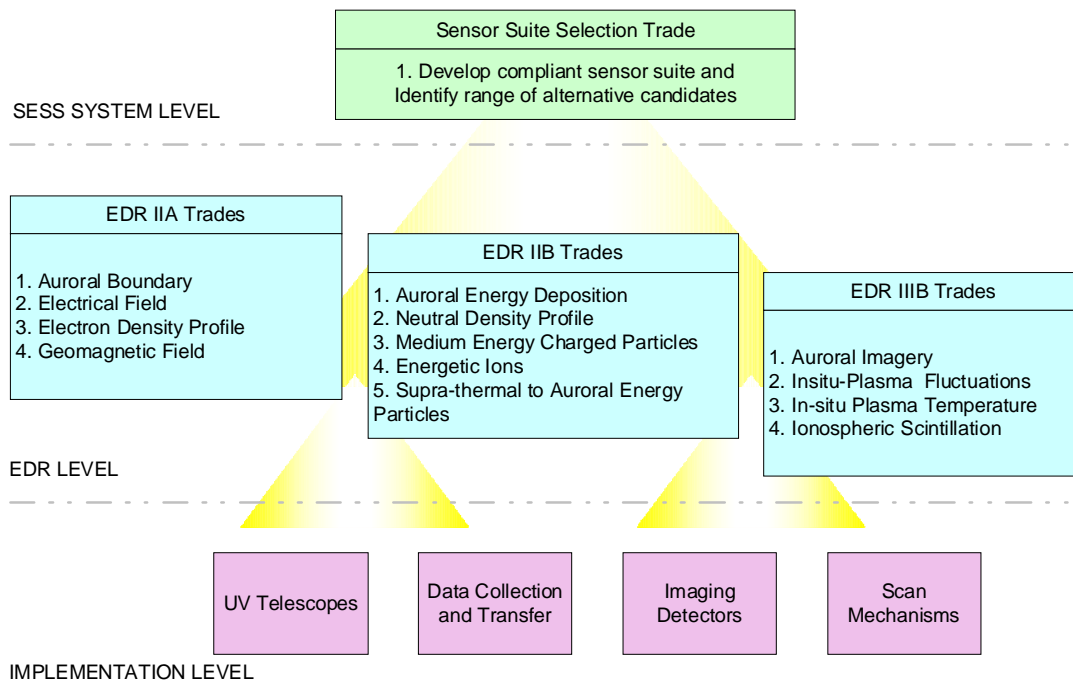 Sensor Suite Selection Trade
1. Develop compliant sensor suite and
Identify range of alternative candidates
SESS SYSTEM LEVEL
EDR IIA Trades
1. Auroral Boundary
2. Electrical Field
3. Electron Density Profile
4. Geomagnetic Field
EDR IIB Trades
1. Auroral Energy Deposition
2. Neutral Density Profile
3. Medium Energy Charged Particles
4. Energetic Ions
5. Supra-thermal to Auroral Energy
Particles
EDR IIIB Trades
1. Auroral Imagery
2. Insitu-Plasma  Fluctuations
3. In-situ Plasma Temperature
4. Ionospheric Scintillation
EDR LEVEL
UV Telescopes
Data Collection
and Transfer
Imaging
Detectors
Scan
Mechanisms
IMPLEMENTATION LEVEL